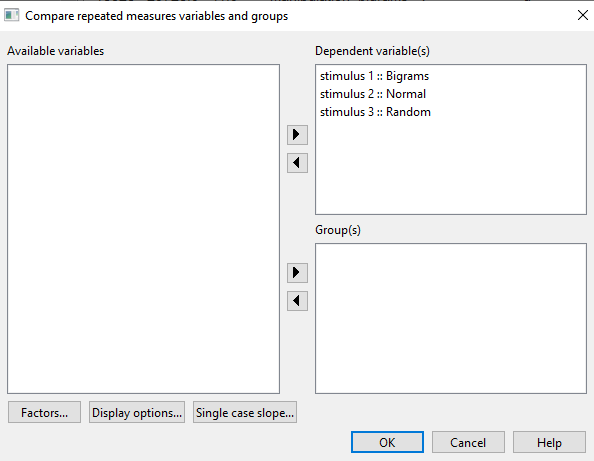 Compare repeated measures variables and groups
Available variables
Dependent variable(s)
stimulus 1 :: Bigrams
stimulus 2 :: Normal
stimulus 3 :: Random
Group(s)
Factors...
Display options...
Single case slope...
OK
Cancel
Help